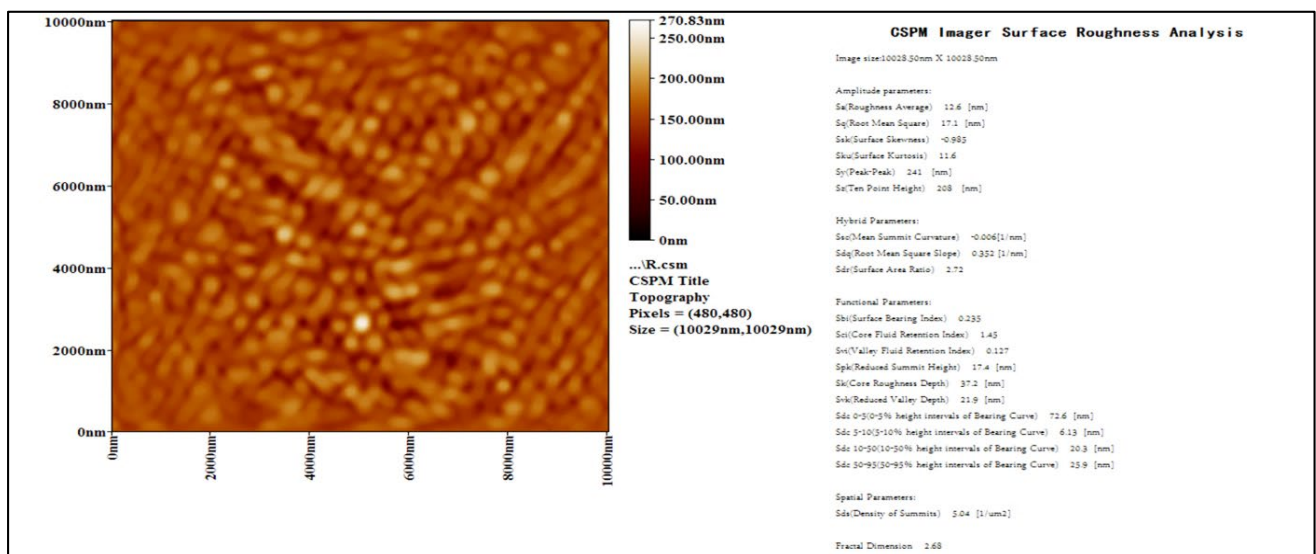 10000nm
8000nm
6000nm
4000nm
2000nm
0nm
0nm
2000nm
4000nm
6000nm
8000nm
10000nm
270.83nm
250.00nm
200.00nm
150.00nm
100.00nm
50.00nm
0nm
...\R.csm
CSPM Title
Topography
Pixels = (480,480)
Size = (10029nm,10029nm)
CSPM Imager Surface Roughness Analysis
Image size:10028.50nm X 10028.50nm
Amplitude parameters:
Sa(Roughness Average) 12.6 [nm]
Sq(Root Mean Square) 17.1 [nm]
Ssk(Surface Skewness) -0.985
Sku(Surface Kurtosis) 11.6
Sy(Peak-Peak) 241 [nm]
Sz(Ten Point Height) 208 [nm]
Hybrid Parameters:
Ssc(Mean Summit Curvature) -0.006[1/nm]
Sdq(Root Mean Square Slope) 0.352 [1/nm]
Sdr(Surface Area Ratio) 2.72
Functional Parameters:
Sbi(Surface Bearing Index) 0.235
Sci(Core Fluid Retention Index) 1.45
Svi(Valley Fluid Retention Index) 0.127
Spk(Reduced Summit Height) 17.4 [nm]
Sk(Core Roughness Depth) 37.2 [nm]
Svk(Reduced Valley Depth) 21.9 [nm]
Sdc 0-5(0-5% height intervals of Bearing Curve) 72.6 [nm]
Sdc 5-10(5-10% height intervals of Bearing Curve) 6.13 [nm]
Sdc 10-50(10-50% height intervals of Bearing Curve) 20.3 [nm]
Sdc 50-95(50-95% height intervals of Bearing Curve) 25.9 [nm]
Spatial Parameters:
Sds(Density of Summits) 5.04 [1/um2]
Fractal Dimension 2.68